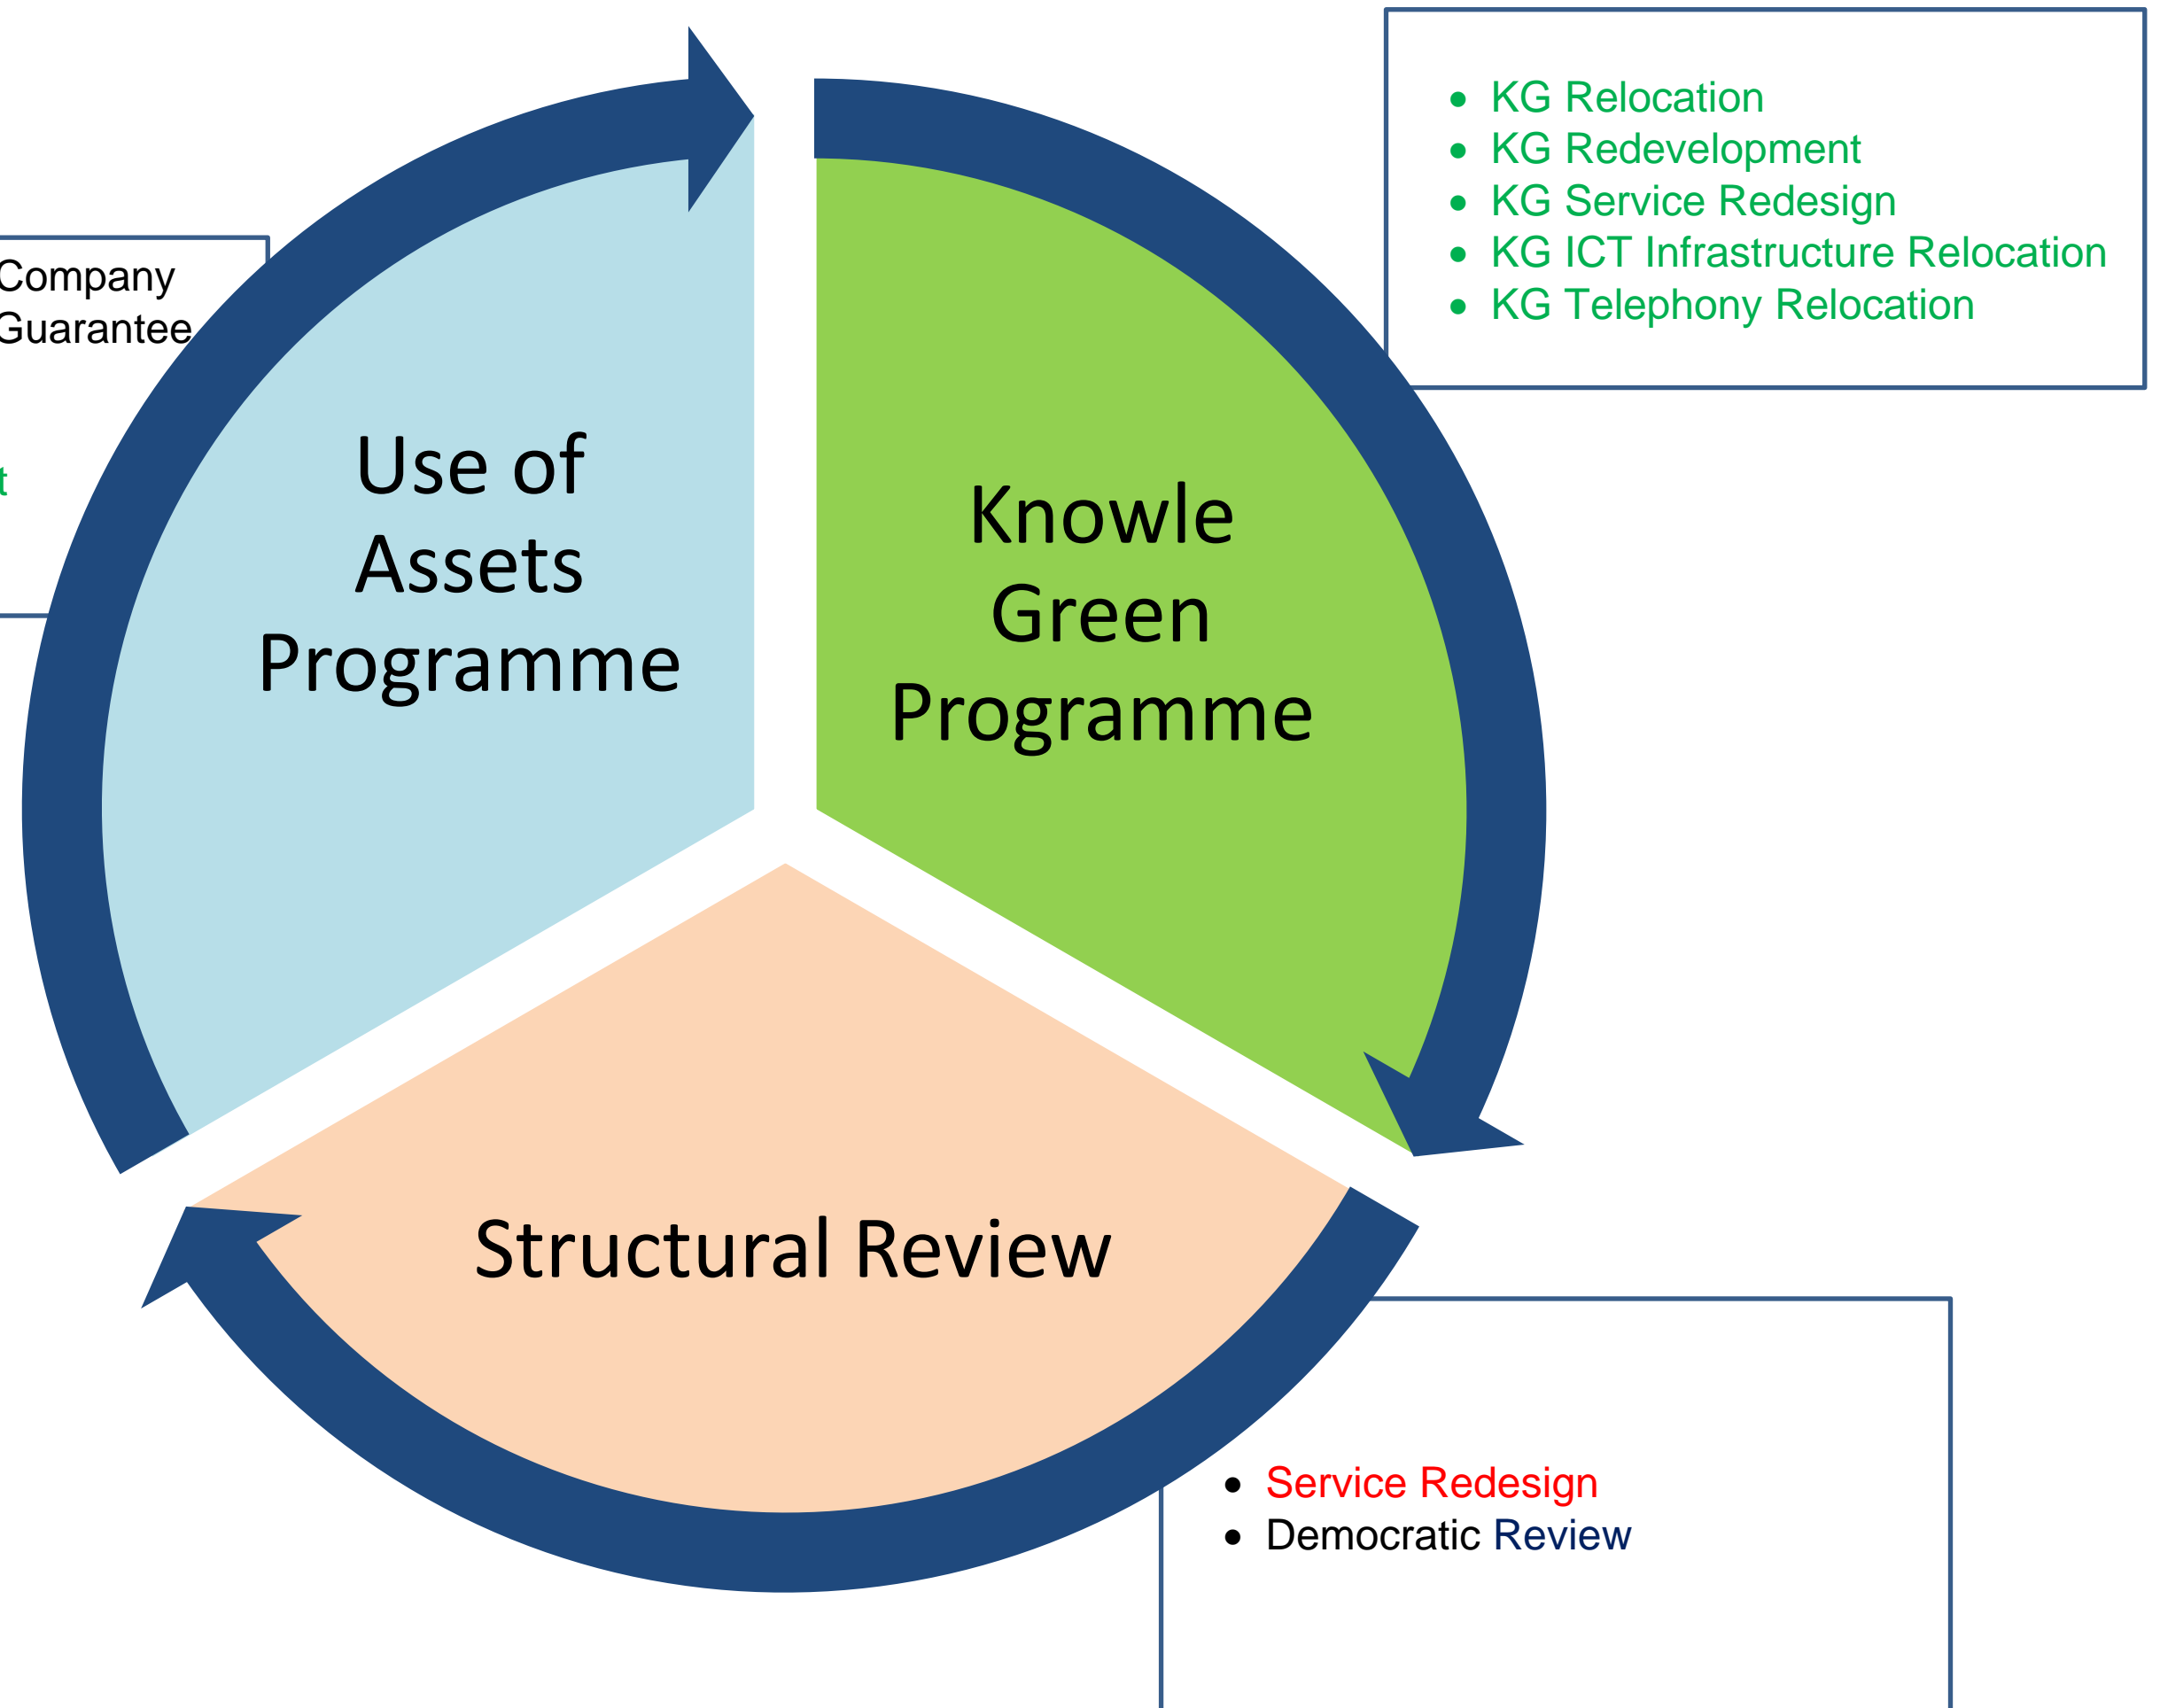 Company
Guarantee
Use of
Assets
Programme
Knowle
Green
Programme
Structural Review
● KG Relocation
● KG Redevelopment
● KG Service Redesign
● KG ICT Infrastructure Relocation
● KG Telephony Relocation
● Service Redesign
● Democratic Review